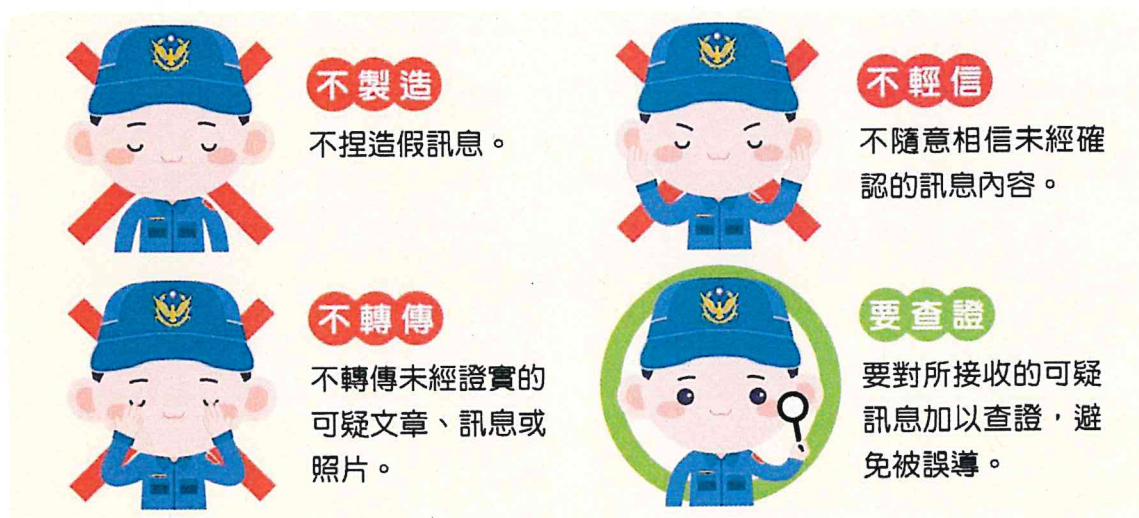 不製造
不捏造假訊息。
不輕信
不隨意相信未經確
認的訊息內容。
不轉傳
不轉傳未經證實的
可疑文章、訊息或
照片。
要查證
要對所接收的可疑
訊息加以查證,避
免被誤導。